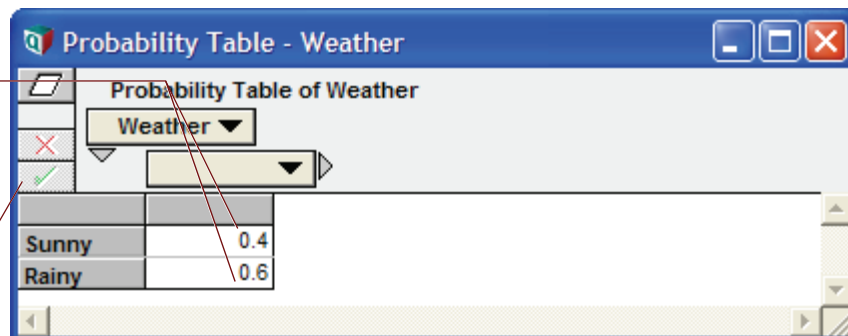 Probability Table - Weather
Probability Table of Weather
Weather
Sunny 0.4
Rainy 0.6